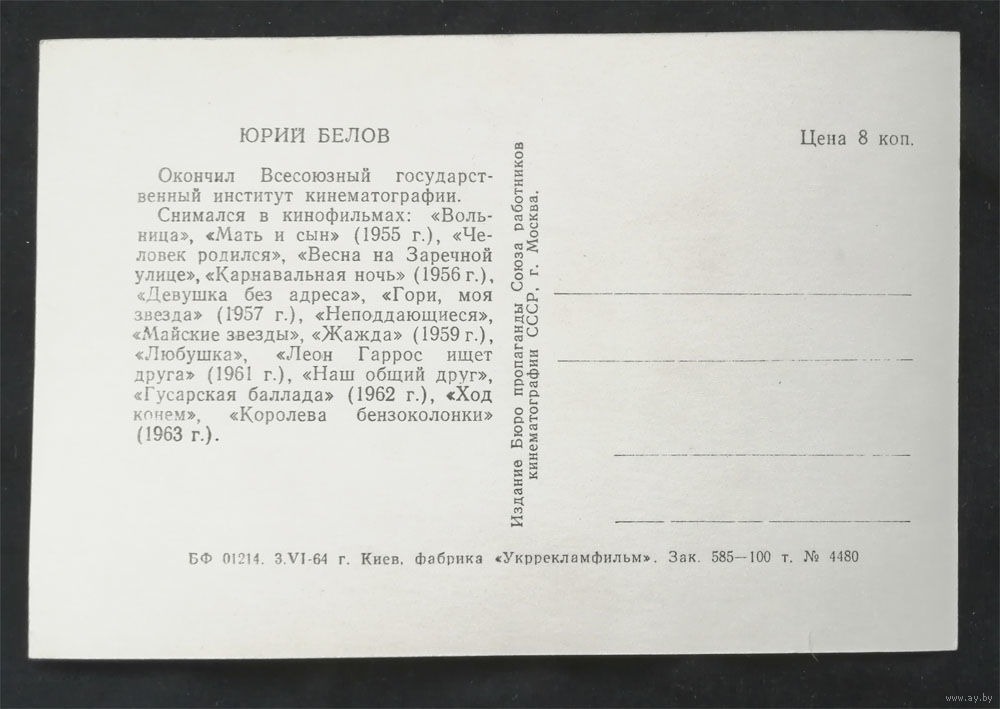 ЮРИЙ БЕЛОВ
Окончил Всесоюзный государст-
венный институт кинематографии.
Снимался в кинофильмах: «Воль-
ница», «Мать и сын» (1955 г.), «Че-
ловек родился», «Весна на Заречной
улице», «Карнавальная ночь» (1956 г.),
«Девушка без адреса», «Гори, моя
звезда» (1957 г.), «Неподдающиеся»,
«Майские звезды», «Жажда» (1959 г.),
«Любушка», «Леон Гаррос ищет
друга» (1961 г.), «Наш общий друг»,
«Гусарская баллада» (1962 г.), «Ход
конем», «Королева бензоколонки»
(1963 г.).
Издание Бюро пропаганды Союза работников
кинематографии СССР, г. Москва.
Цена 8 коп.
БФ 01214. 3.VI-64 г. Киев, фабрика «Укррекламфильм». Зак. 585—100 т. № 4480
www.ay.by